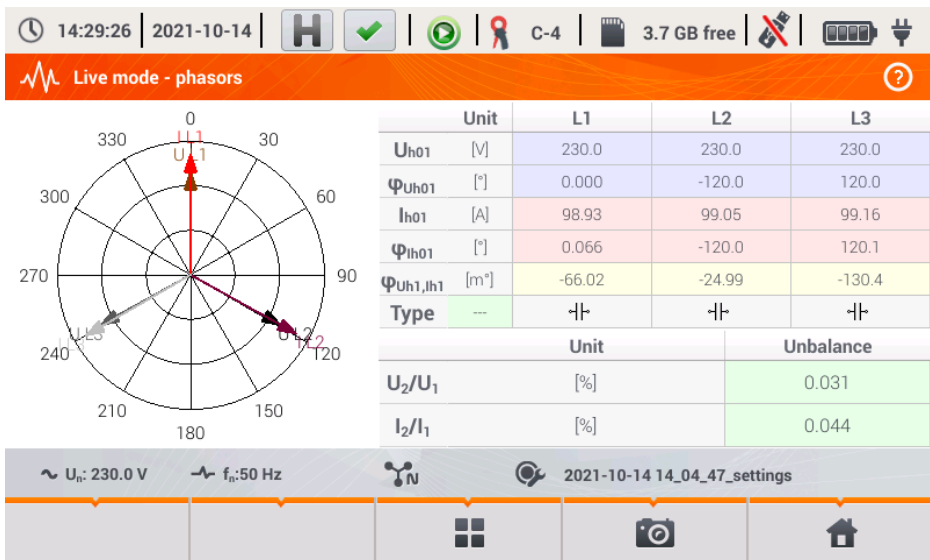 14:29:26 2021-10-14 H C-4 3.7 GB free
Live mode - phasors ?
0
330 30
U L1
300 60
270 90
U L2
240 120
210 150
180
Unit L1 L2 L3
Uh01 [V] 230.0 230.0 230.0
φUh01 [°] 0.000 -120.0 120.0
Ih01 [A] 98.93 99.05 99.16
φIh01 [°] 0.066 -120.0 120.1
φUh1,Ih1 [m°] -66.02 -24.99 -130.4
Type ---
Unit Unbalance
U₂/U₁ [%] 0.031
I₂/I₁ [%] 0.044
Un: 230.0 V fn:50 Hz N 2021-10-14 14_04_47_settings